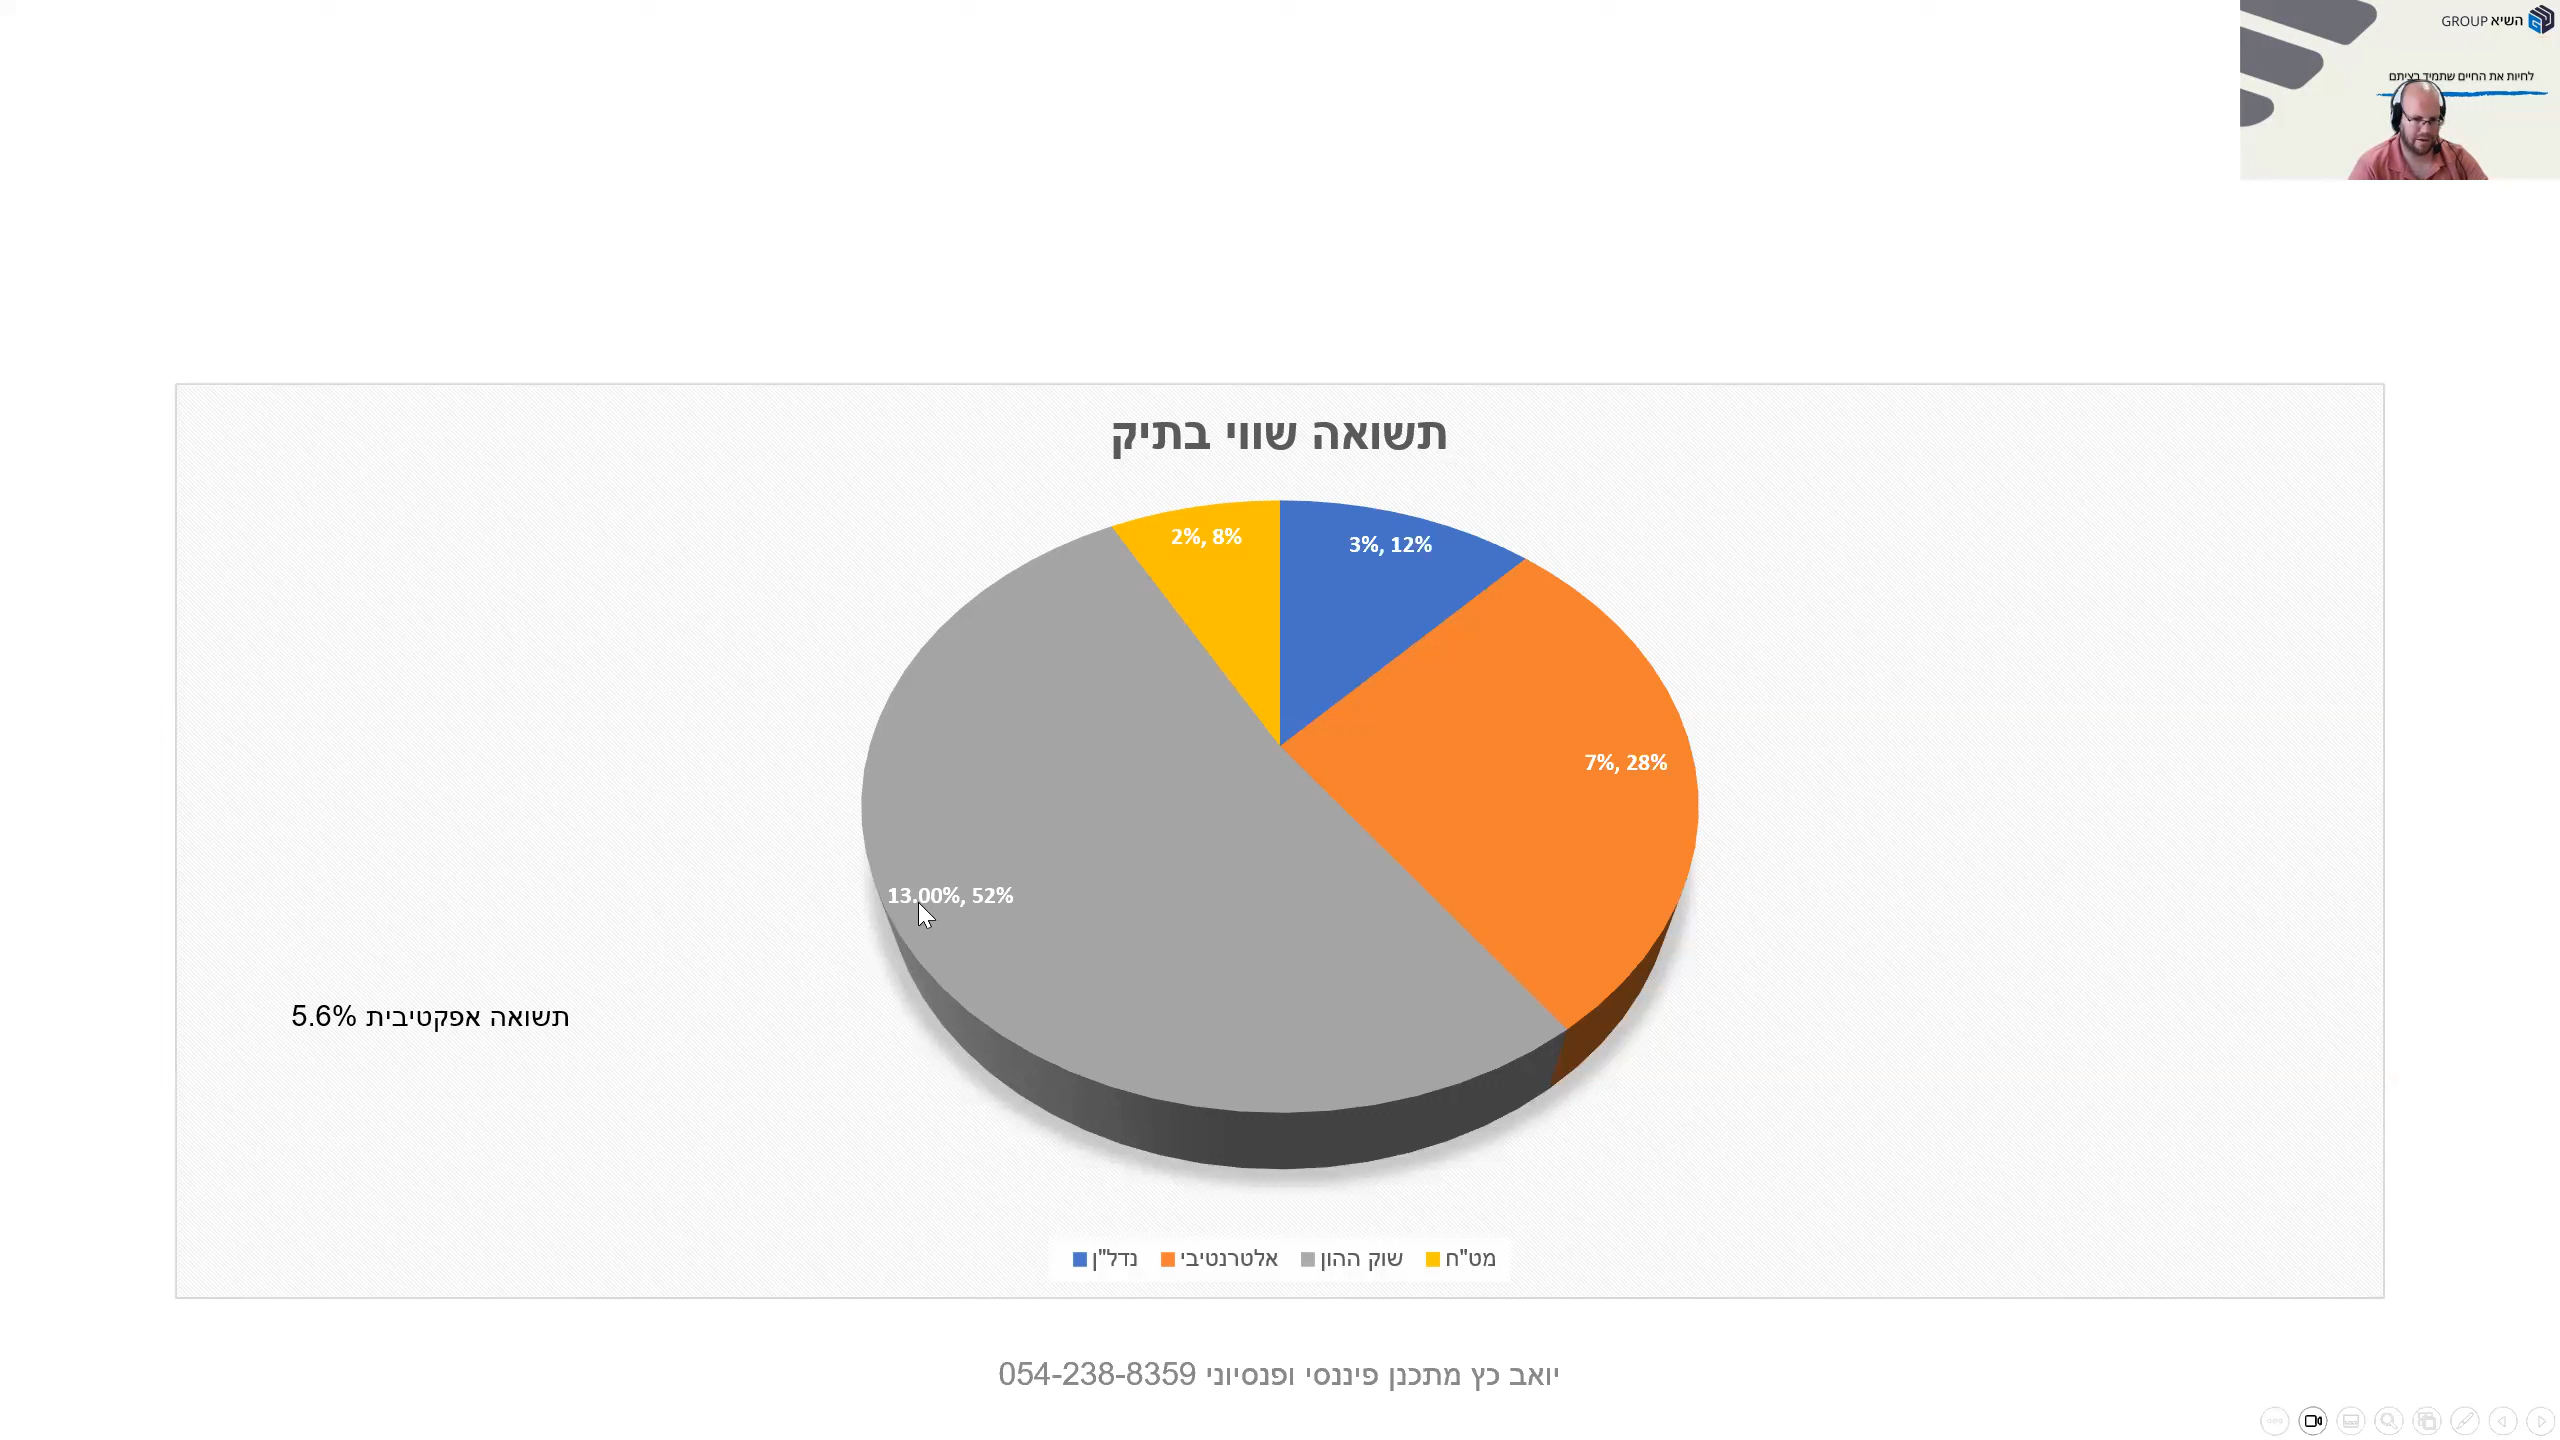 השיא GROUP
לחיות את החיים שתמיד רציתם
תשואה שווי בתיק
2%, 8%
3%, 12%
7%, 28%
13.00%, 52%
תשואה אפקטיבית 5.6%
נדל"ן אלטרנטיבי שוק ההון מט"ח
יואב כץ מתכנן פיננסי ופנסיוני 054-238-8359